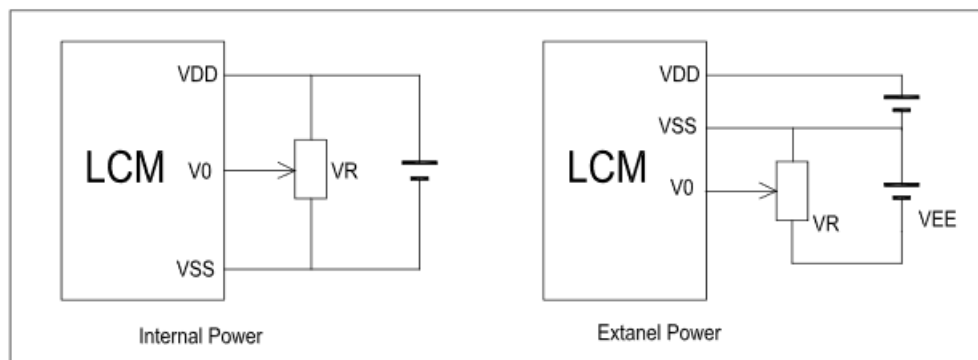 VDD
LCM
V0
VR
VSS
Internal Power
VDD
VSS
LCM
V0
VR
VEE
Extanel Power